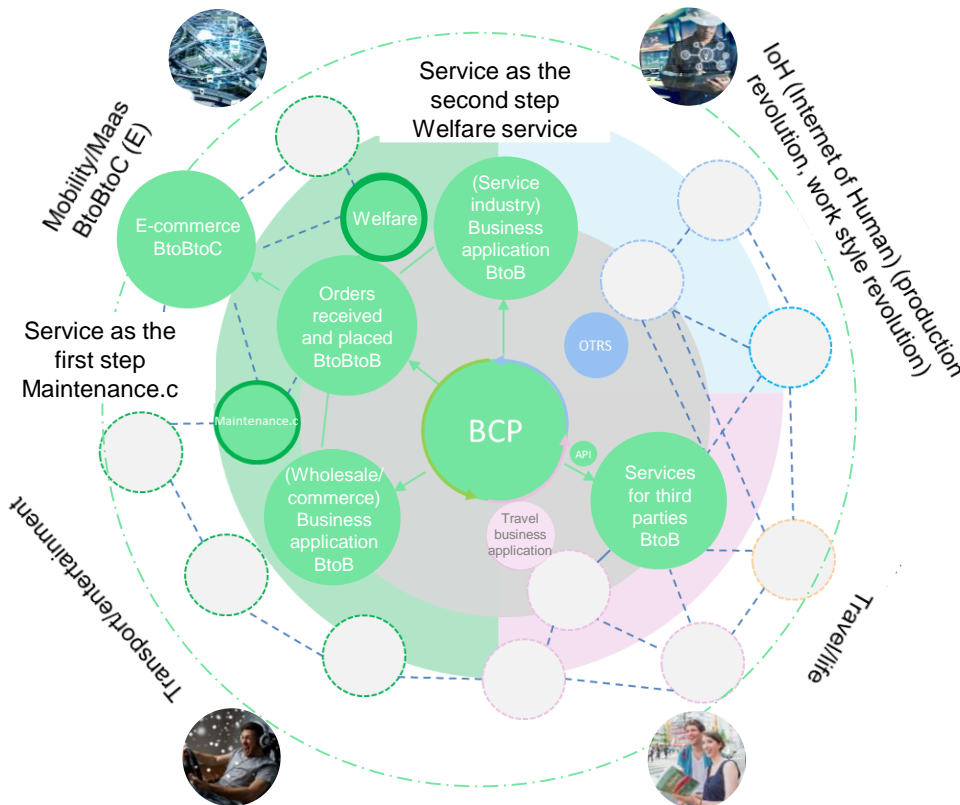 Service as the
second step
Welfare service
Mobility/Maas
BtoBtoC (E)
IoH (Internet of Human) (production
revolution, work style revolution)
E-commerce
BtoBtoC
Welfare
(Service
industry)
Business
application
BtoB
Orders
received
and placed
BtoBtoB
OTRS
Service as the
first step
Maintenance.c
Maintenance.c
BCP
API
(Wholesale/
commerce)
Business
application
BtoB
Services
for third
parties
BtoB
Travel
business
application
Transport/entertainment
Travel/life